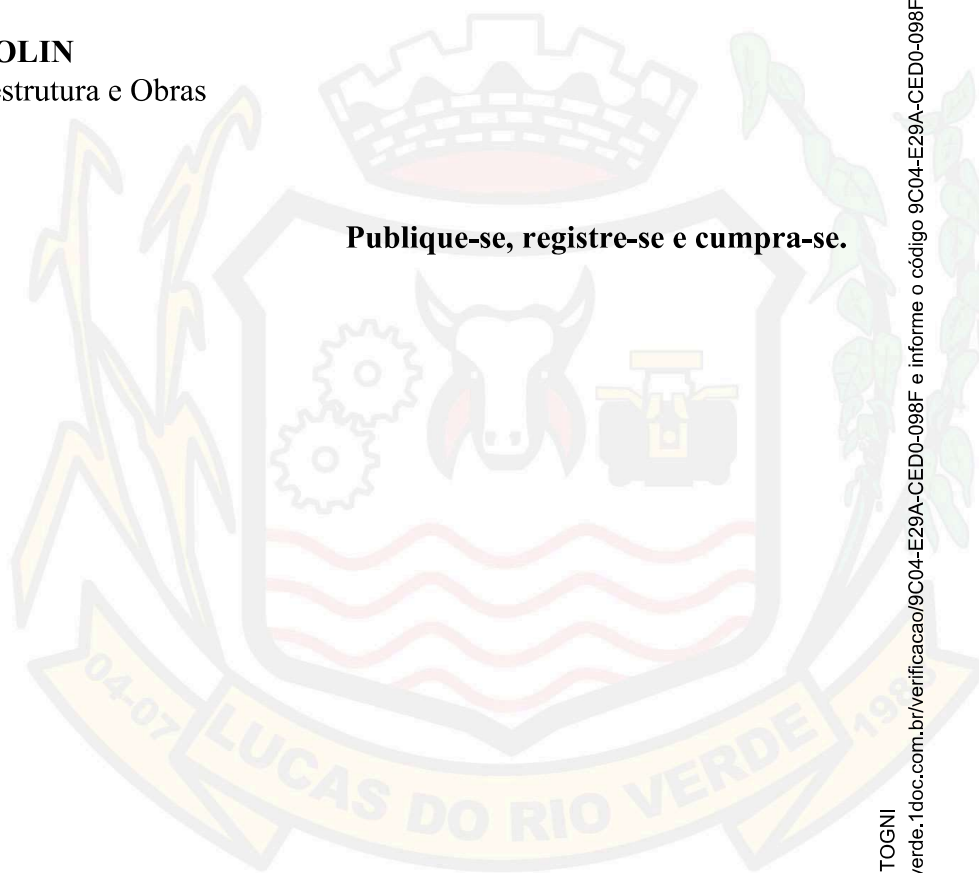 OLIN
estrutura e Obras
Publique-se, registre-se e cumpra-se.
04-07
LUCAS DO RIO VERDE
1988
TOGNI
verde.1doc.com.br/verificacao/9C04-E29A-CED0-098F e informe o código 9C04-E29A-CED0-098F